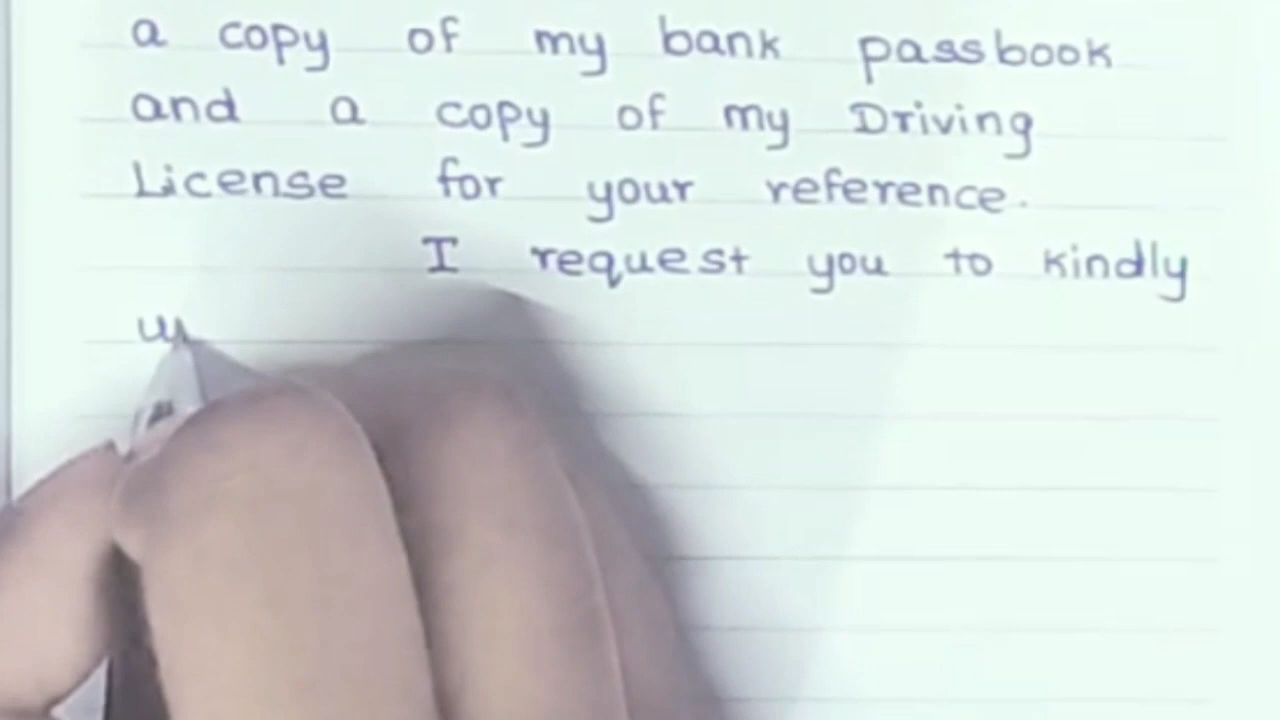 a copy of my bank passbook
and a copy of my Driving
License for your reference.
I request you to kindly